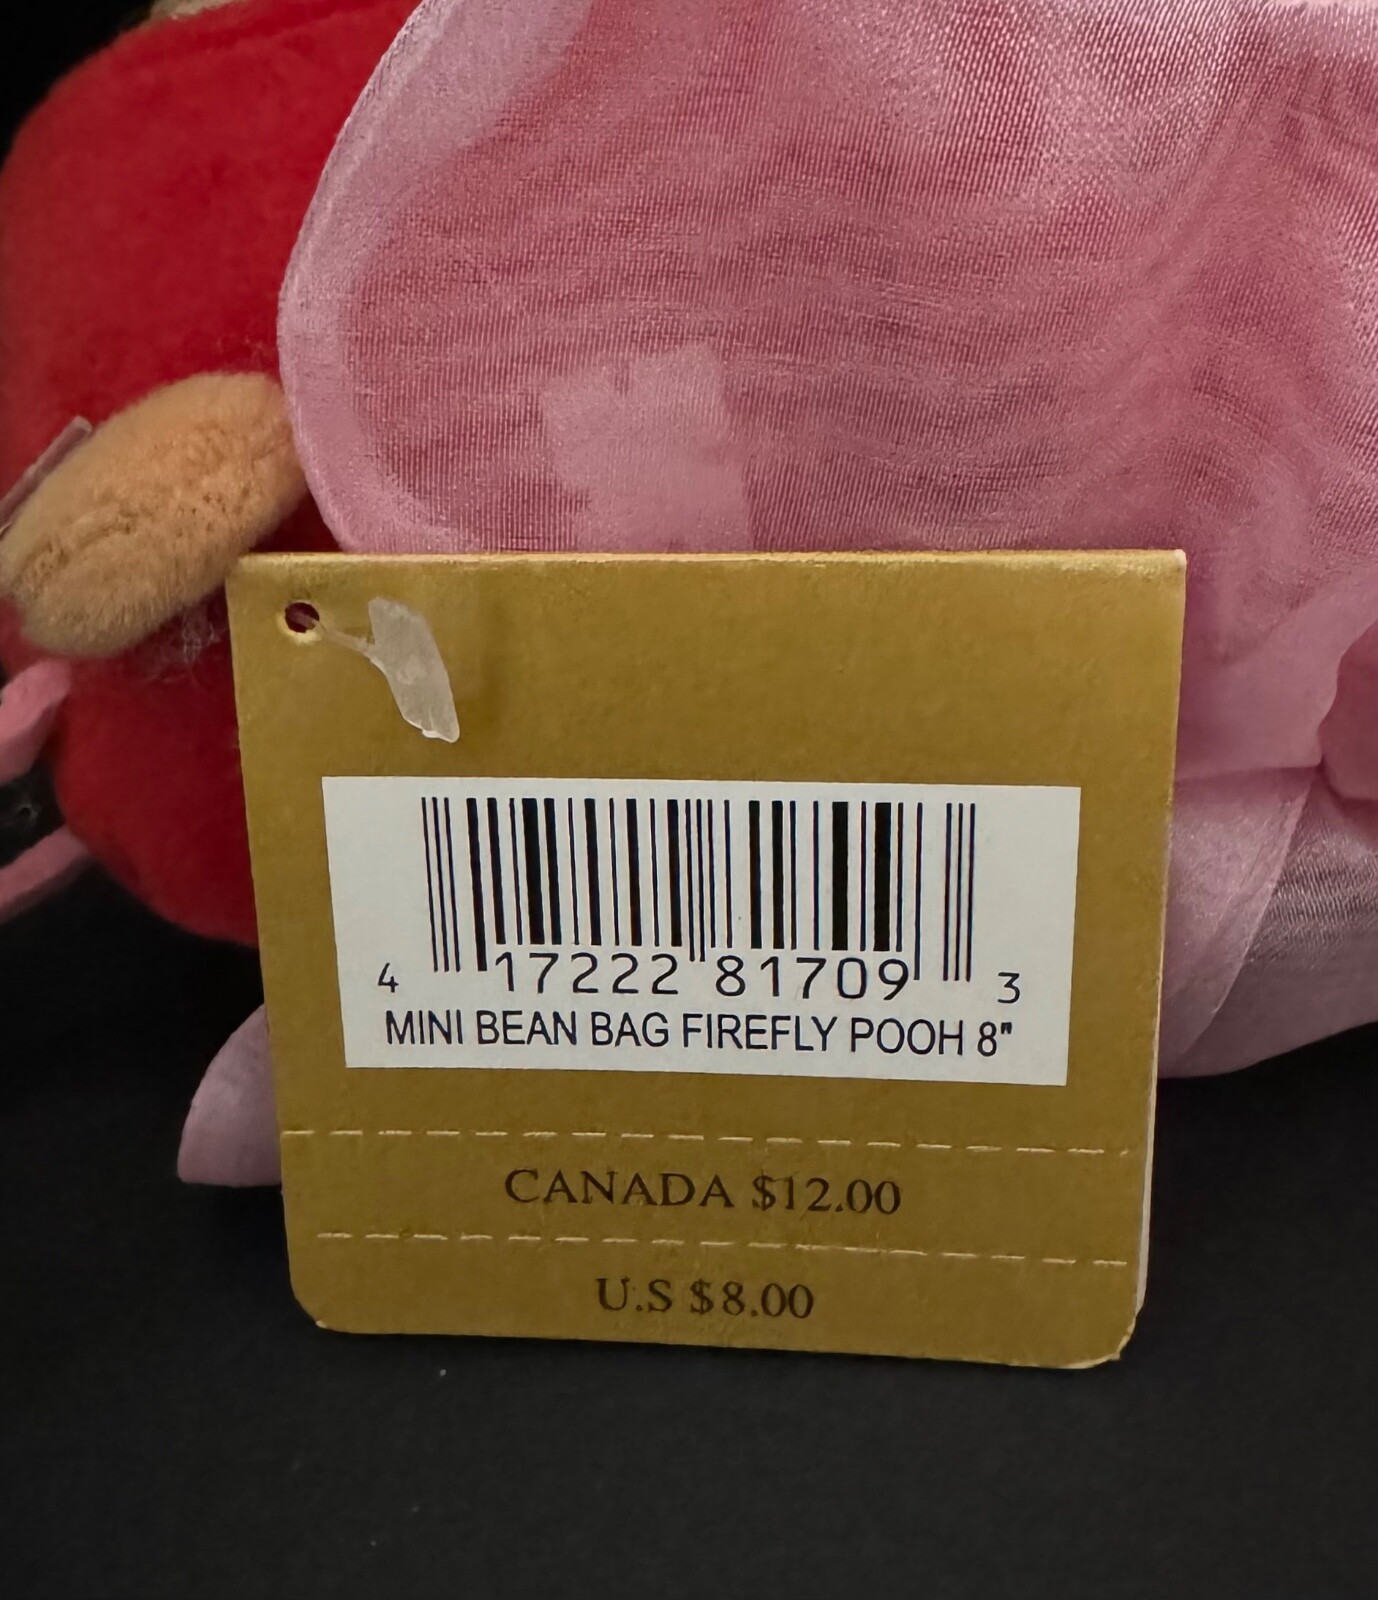 4 17222 81709 3
MINI BEAN BAG FIREFLY POOH 8"
CANADA $12.00
U.S $8.00